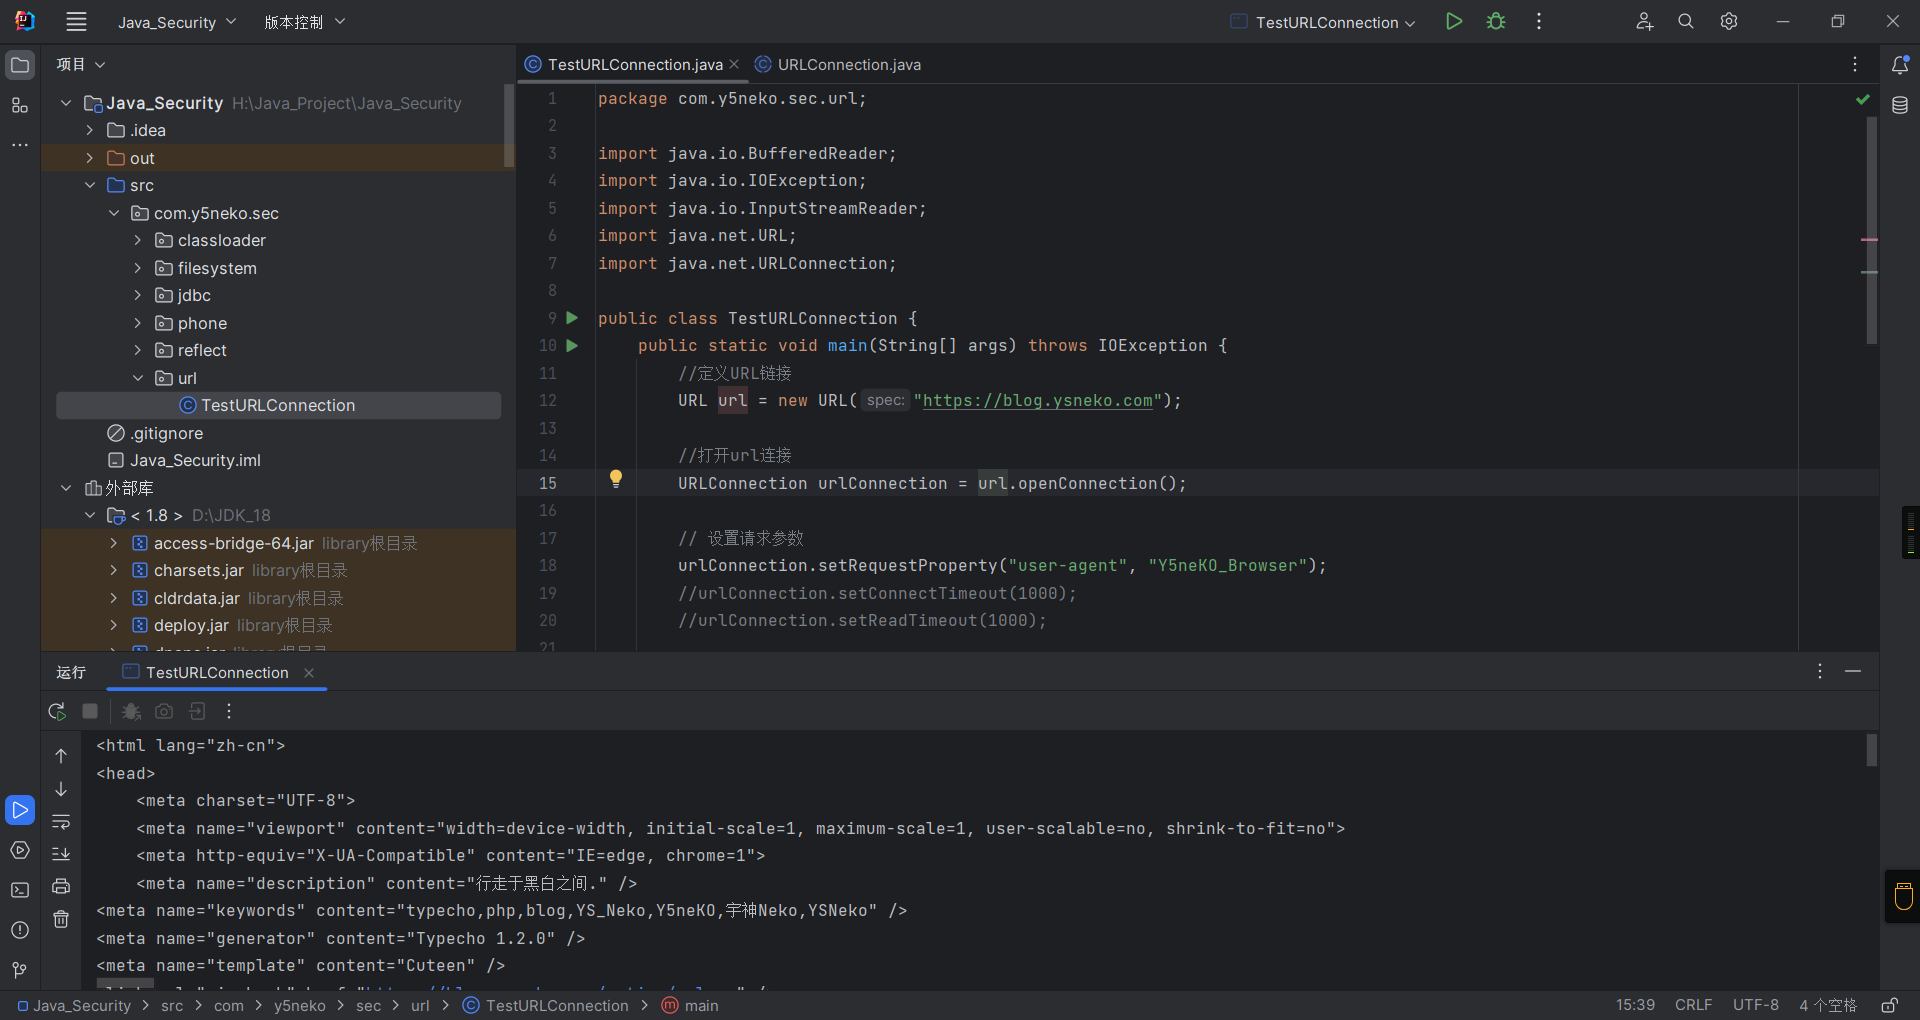 Java_Security
版本控制
TestURLConnection
项目
TestURLConnection.java
URLConnection.java
Java_Security H:\Java_Project\Java_Security
.idea
out
src
com.y5neko.sec
classloader
filesystem
jdbc
phone
reflect
url
TestURLConnection
.gitignore
Java_Security.iml
外部库
< 1.8 > D:\JDK_18
access-bridge-64.jar library根目录
charsets.jar library根目录
cldrdata.jar library根目录
deploy.jar library根目录
1 package com.y5neko.sec.url;
2
3 import java.io.BufferedReader;
4 import java.io.IOException;
5 import java.io.InputStreamReader;
6 import java.net.URL;
7 import java.net.URLConnection;
8
9 public class TestURLConnection {
10 public static void main(String[] args) throws IOException {
11 //定义URL链接
12 URL url = new URL( spec: "https://blog.ysneko.com");
13
14 //打开url连接
15 URLConnection urlConnection = url.openConnection();
16
17 // 设置请求参数
18 urlConnection.setRequestProperty("user-agent", "Y5neKO_Browser");
19 //urlConnection.setConnectTimeout(1000);
20 //urlConnection.setReadTimeout(1000);
21
运行
TestURLConnection
<html lang="zh-cn">
<head>
<meta charset="UTF-8">
<meta name="viewport" content="width=device-width, initial-scale=1, maximum-scale=1, user-scalable=no, shrink-to-fit=no">
<meta http-equiv="X-UA-Compatible" content="IE=edge, chrome=1">
<meta name="description" content="行走于黑白之间." />
<meta name="keywords" content="typecho,php,blog,YS_Neko,Y5neKO,宇神Neko,YSNeko" />
<meta name="generator" content="Typecho 1.2.0" />
<meta name="template" content="Cuteen" />
Java_Security > src > com > y5neko > sec > url > TestURLConnection > main
15:39 CRLF UTF-8 4 个空格